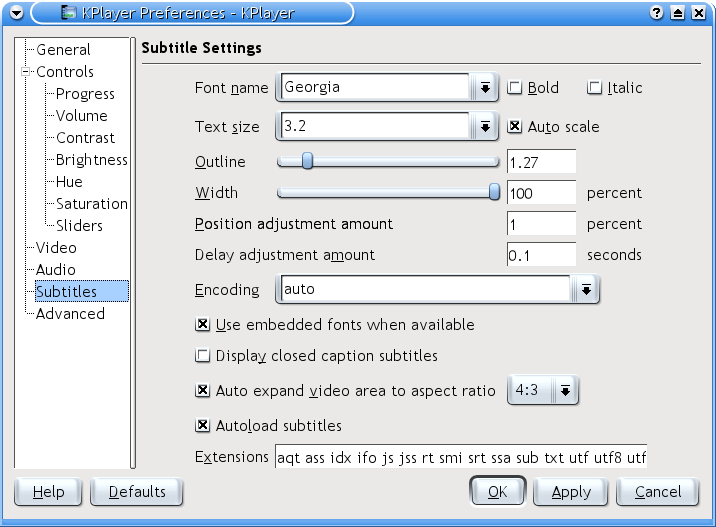 KPlayer Preferences - KPlayer
General
Controls
Progress
Volume
Contrast
Brightness
Hue
Saturation
Sliders
Video
Audio
Subtitles
Advanced
Subtitle Settings
Font name Georgia Bold Italic
Text size 3.2 Auto scale
Outline 1.27
Width 100 percent
Position adjustment amount 1 percent
Delay adjustment amount 0.1 seconds
Encoding auto
Use embedded fonts when available
Display closed caption subtitles
Auto expand video area to aspect ratio 4:3
Autoload subtitles
Extensions aqt ass idx ifo js jss rt smi srt ssa sub txt utf utf8 utf
Help Defaults OK Apply Cancel